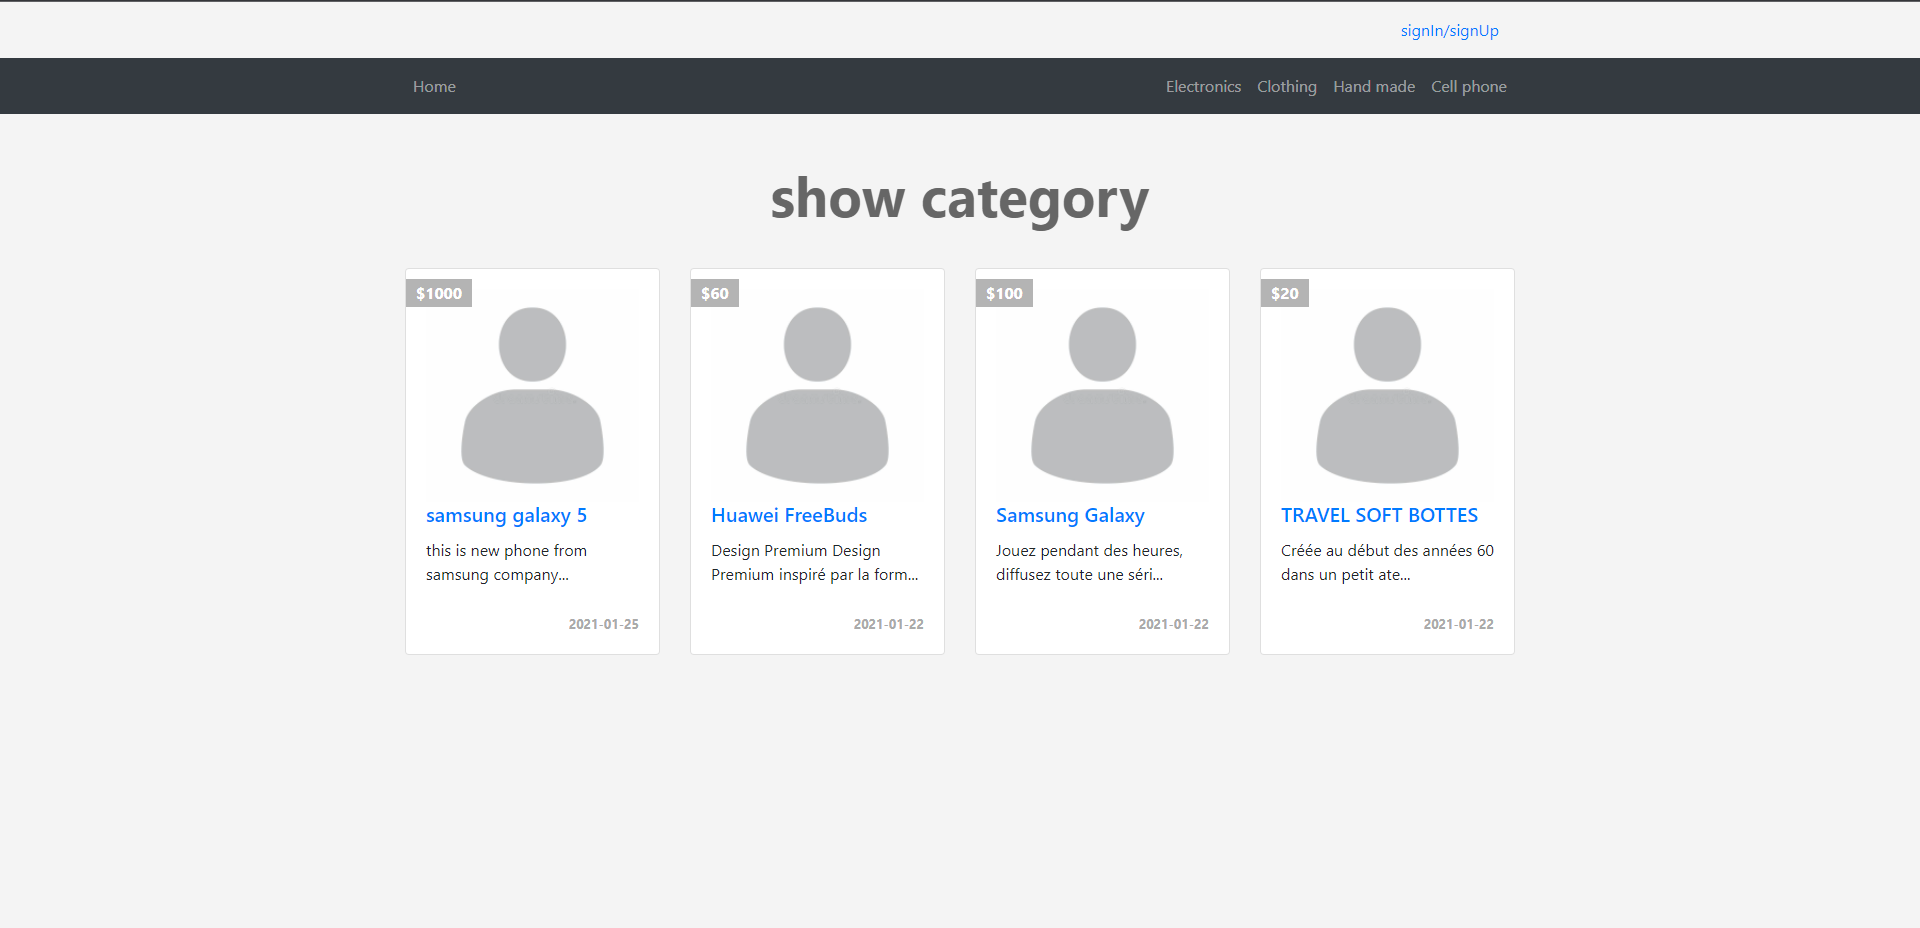 signIn/signUp
Home Electronics Clothing Hand made Cell phone
show category
$1000
samsung galaxy 5
this is new phone from
samsung company...
2021-01-25
$60
Huawei FreeBuds
Design Premium Design
Premium inspiré par la form...
2021-01-22
$100
Samsung Galaxy
Jouez pendant des heures,
diffusez toute une séri...
2021-01-22
$20
TRAVEL SOFT BOTTES
Créée au début des années 60
dans un petit ate...
2021-01-22